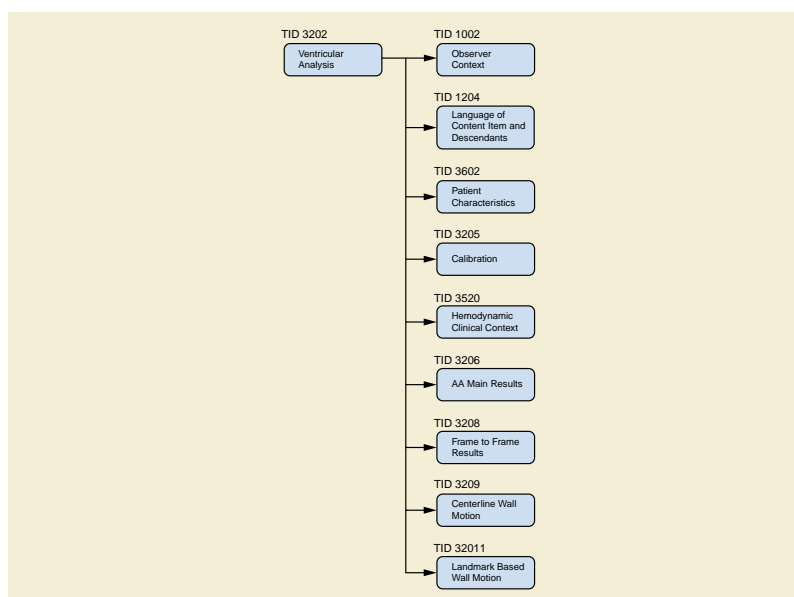 TID 3202
Ventricular
Analysis
TID 1002
Observer
Context
TID 1204
Language of
Content Item and
Descendants
TID 3602
Patient
Characteristics
TID 3205
Calibration
TID 3520
Hemodynamic
Clinical Context
TID 3206
AA Main Results
TID 3208
Frame to Frame
Results
TID 3209
Centerline Wall
Motion
TID 32011
Landmark Based
Wall Motion